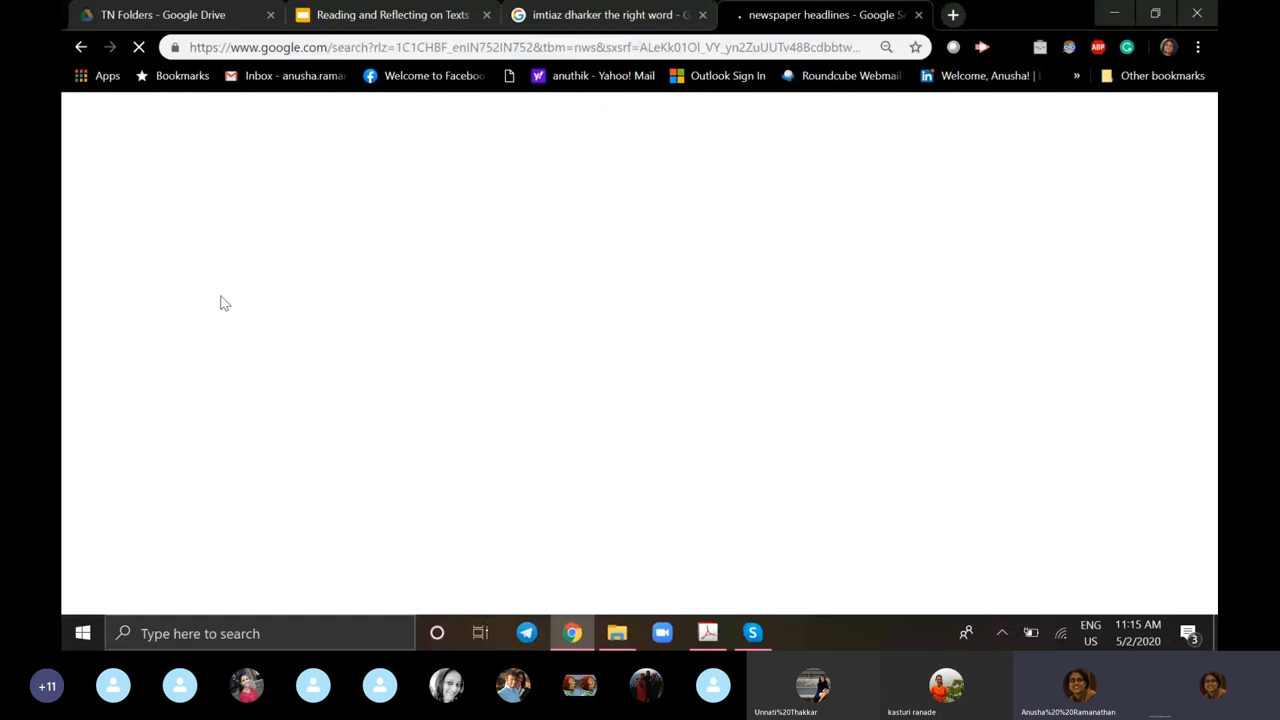 TN Folders - Google Drive
Reading and Reflecting on Texts
imtiaz dharker the right word - G
newspaper headlines - Google Se
https://www.google.com/search?rlz=1C1CHBF_enIN752IN752&tbm=nws&sxsrf=ALeKk01Ol_VY_yn2ZuUUTv48Bcdbbtw...
Apps
Bookmarks
Inbox - anusha.ramar
Welcome to Faceboo
anuthik - Yahoo! Mail
Outlook Sign In
Roundcube Webmail
Welcome, Anusha! | L
»
Other bookmarks
Type here to search
ENG
US
11:15 AM
5/2/2020
3
+11
Unnati%20Thakkar
kasturi ranade
Anusha%20%20Ramanathan